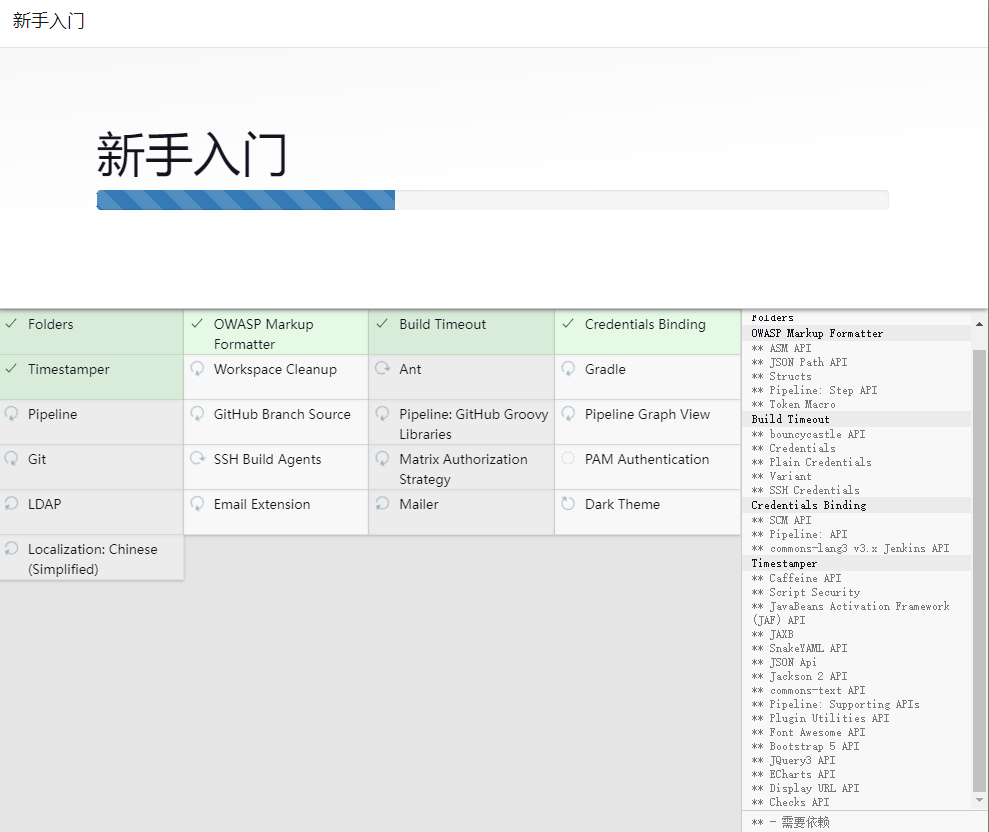 新手入门
新手入门
Folders
OWASP Markup
Formatter
Build Timeout
Credentials Binding
Timestamper
Workspace Cleanup
Ant
Gradle
Pipeline
GitHub Branch Source
Pipeline: GitHub Groovy
Libraries
Pipeline Graph View
Git
SSH Build Agents
Matrix Authorization
Strategy
PAM Authentication
LDAP
Email Extension
Mailer
Dark Theme
Localization: Chinese
(Simplified)
Folders
OWASP Markup Formatter
** ASM API
** JSON Path API
** Structs
** Pipeline: Step API
** Token Macro
Build Timeout
** bouncycastle API
** Credentials
** Plain Credentials
** Variant
** SSH Credentials
Credentials Binding
** SCM API
** Pipeline: API
** commons-lang3 v3.x Jenkins API
Timestamper
** Caffeine API
** Script Security
** JavaBeans Activation Framework
(JAF) API
** JAXB
** SnakeYAML API
** JSON Api
** Jackson 2 API
** commons-text API
** Pipeline: Supporting APIs
** Plugin Utilities API
** Font Awesome API
** Bootstrap 5 API
** JQuery3 API
** ECharts API
** Display URL API
** Checks API
** - 需要依赖